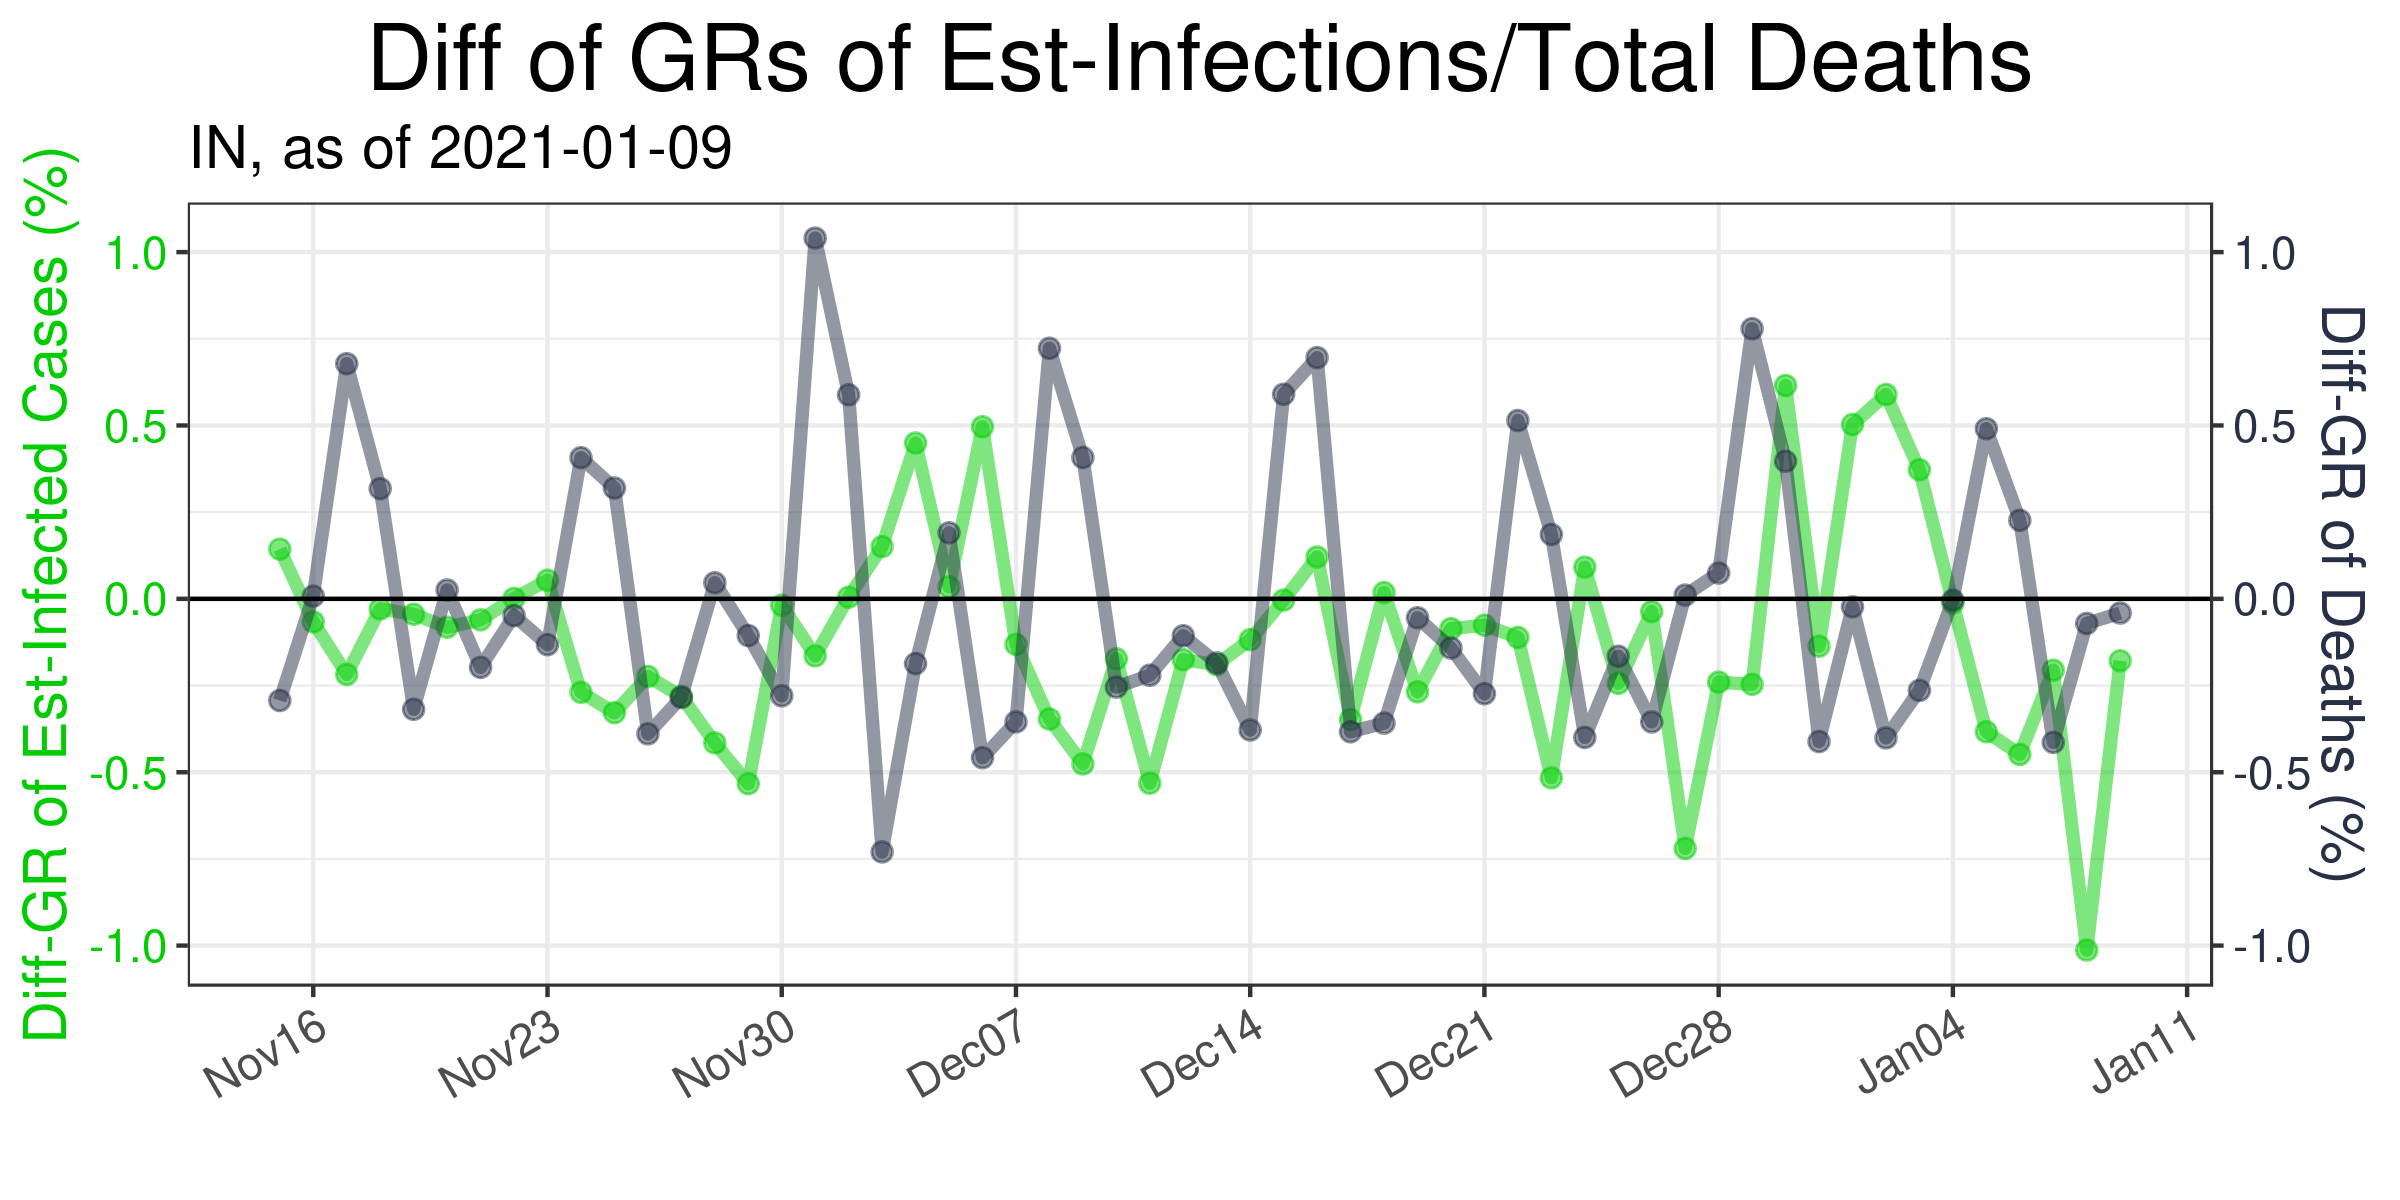 Diff of GRs of Est-Infections/Total Deaths
IN, as of 2021-01-09
Diff-GR of Est-Infected Cases (%)
1.0
0.5
0.0
-0.5
-1.0
1.0
0.5
0.0
-0.5
-1.0
Diff-GR of Deaths (%)
Nov16
Nov23
Nov30
Dec07
Dec14
Dec21
Dec28
Jan04
Jan11